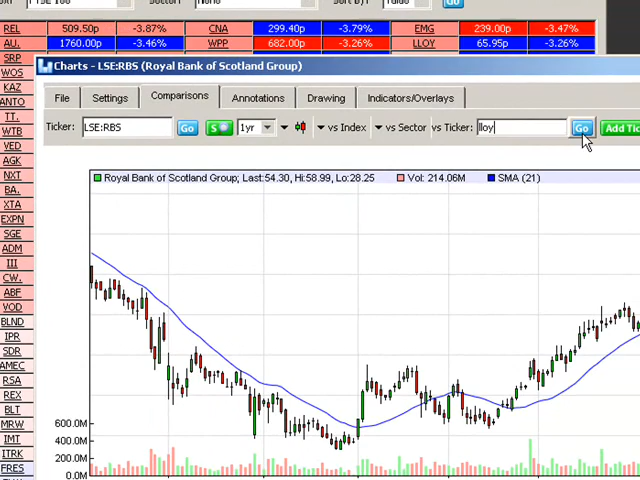 Go
REL 509.50p -3.87% CNA 299.40p -3.79% EMG 239.00p -3.47%
AU. 1760.00p -3.46% WPP 682.00p -3.26% LLOY 65.95p -3.26%
SRP
Charts - LSE:RBS (Royal Bank of Scotland Group)
WOS
KAZ
ANTO
TT.
WTB
VED
AGK
NXT
BA.
XTA
EXPN
SGE
ADM
III
CW.
ABF
VOD
BLND
IPR
SDR
AMEC
RSA
REX
BLT
MRW
IMT
ITRK
FRES
File Settings Comparisons Annotations Drawing Indicators/Overlays
Ticker: LSE:RBS Go S 1yr vs Index vs Sector vs Ticker: lloy Go Add Tic
Royal Bank of Scotland Group; Last:54.30, Hi:58.99, Lo:28.25 Vol: 214.06M SMA (21)
600.0M
400.0M
200.0M
0.0M